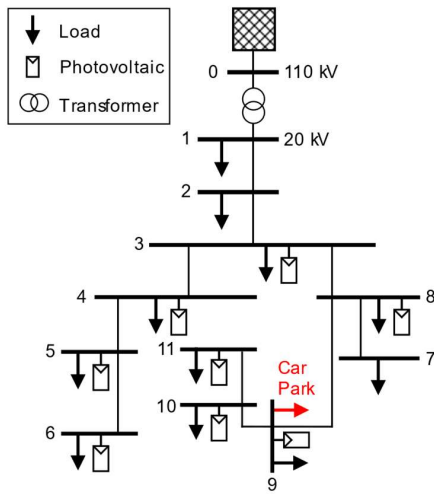 Load
Photovoltaic
Transformer
0 110 kV
1 20 kV
2
3
4 8
5 11 7
Car
Park
10
6
9